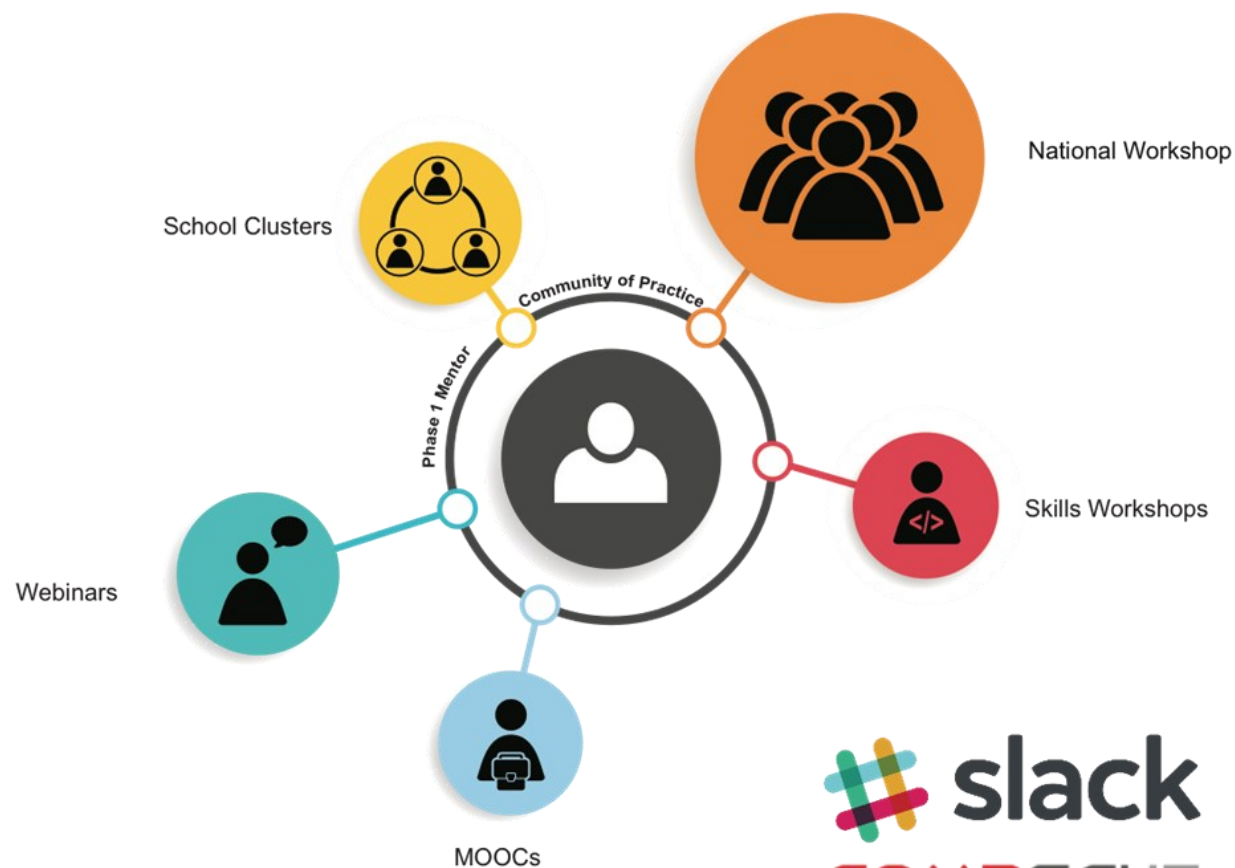 National Workshop
School Clusters
Community of Practice
Phase 1 Mentor
</>
Skills Workshops
Webinars
slack
MOOCs